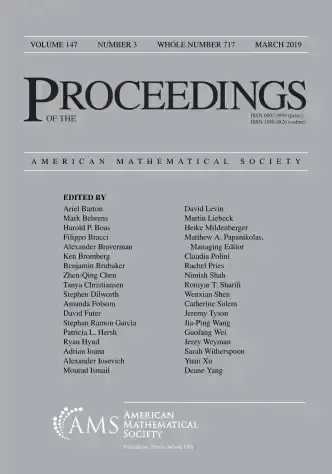 VOLUME 147 NUMBER 3 WHOLE NUMBER 717 MARCH 2019
PROCEEDINGS
OF THE
ISSN 0002-9939 (print)
ISSN 1088-6826 (online)
AMERICAN MATHEMATICAL SOCIETY
EDITED BY
Ariel Barton
Mark Behrens
Harold P. Boas
Filippo Bracci
Alexander Braverman
Ken Bromberg
Benjamin Brubaker
Zhen-Qing Chen
Tanya Christiansen
Stephen Dilworth
Amanda Folsom
David Futer
Stephan Ramon Garcia
Patricia L. Hersh
Ryan Hynd
Adrian Ioana
Alexander Iosevich
Mourad Ismail
David Levin
Martin Liebeck
Heike Mildenberger
Matthew A. Papanikolas,
Managing Editor
Claudia Polini
Rachel Pries
Nimish Shah
Romyar T. Sharifi
Wenxian Shen
Catherine Sulem
Jeremy Tyson
Jia-Ping Wang
Guofang Wei
Jerzy Weyman
Sarah Witherspoon
Yuan Xu
Deane Yang
AMS
AMERICAN
MATHEMATICAL
SOCIETY
Providence, Rhode Island, USA